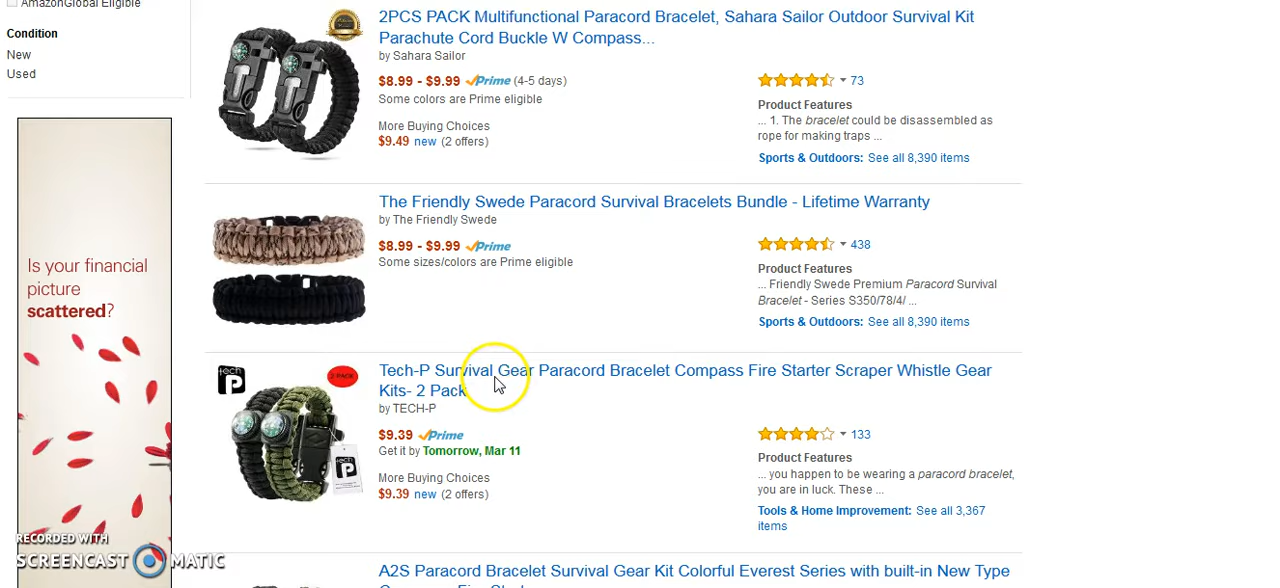 AmazonGlobal Eligible
Condition
New
Used
Is your financial
picture
scattered?
2PCS PACK Multifunctional Paracord Bracelet, Sahara Sailor Outdoor Survival Kit
Parachute Cord Buckle W Compass...
by Sahara Sailor
$8.99 - $9.99 Prime (4-5 days)
Some colors are Prime eligible
More Buying Choices
$9.49 new (2 offers)
73
Product Features
... 1. The bracelet could be disassembled as
rope for making traps ...
Sports & Outdoors: See all 8,390 items
The Friendly Swede Paracord Survival Bracelets Bundle - Lifetime Warranty
by The Friendly Swede
$8.99 - $9.99 Prime
Some sizes/colors are Prime eligible
438
Product Features
... Friendly Swede Premium Paracord Survival
Bracelet - Series S350/78/4/ ...
Sports & Outdoors: See all 8,390 items
tech
P
2 PACK
tech
P
Tech-P Survival Gear Paracord Bracelet Compass Fire Starter Scraper Whistle Gear
Kits- 2 Pack
by TECH-P
$9.39 Prime
Get it by Tomorrow, Mar 11
More Buying Choices
$9.39 new (2 offers)
133
Product Features
... you happen to be wearing a paracord bracelet,
you are in luck. These ...
Tools & Home Improvement: See all 3,367
items
A2S Paracord Bracelet Survival Gear Kit Colorful Everest Series with built-in New Type
RECORDED WITH
SCREENCAST MATIC